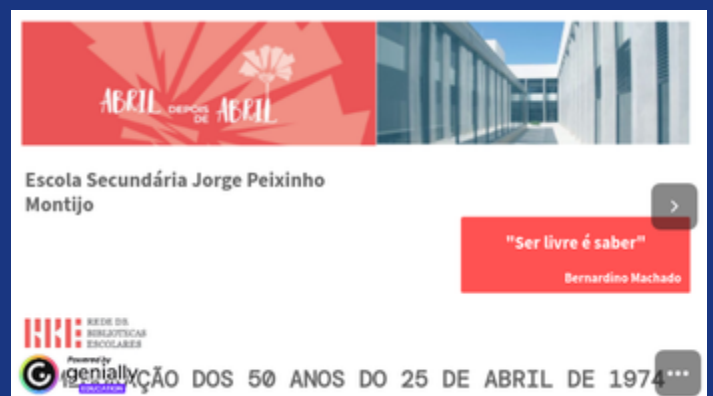 ABRIL DEPOIS DE ABRIL
Escola Secundária Jorge Peixinho
Montijo
"Ser livre é saber"
Bernardino Machado
REDE DE
BIBLIOTECAS
ESCOLARES
Powered by
genially
EDUCATION
DOS 50 ANOS DO 25 DE ABRIL DE 1974